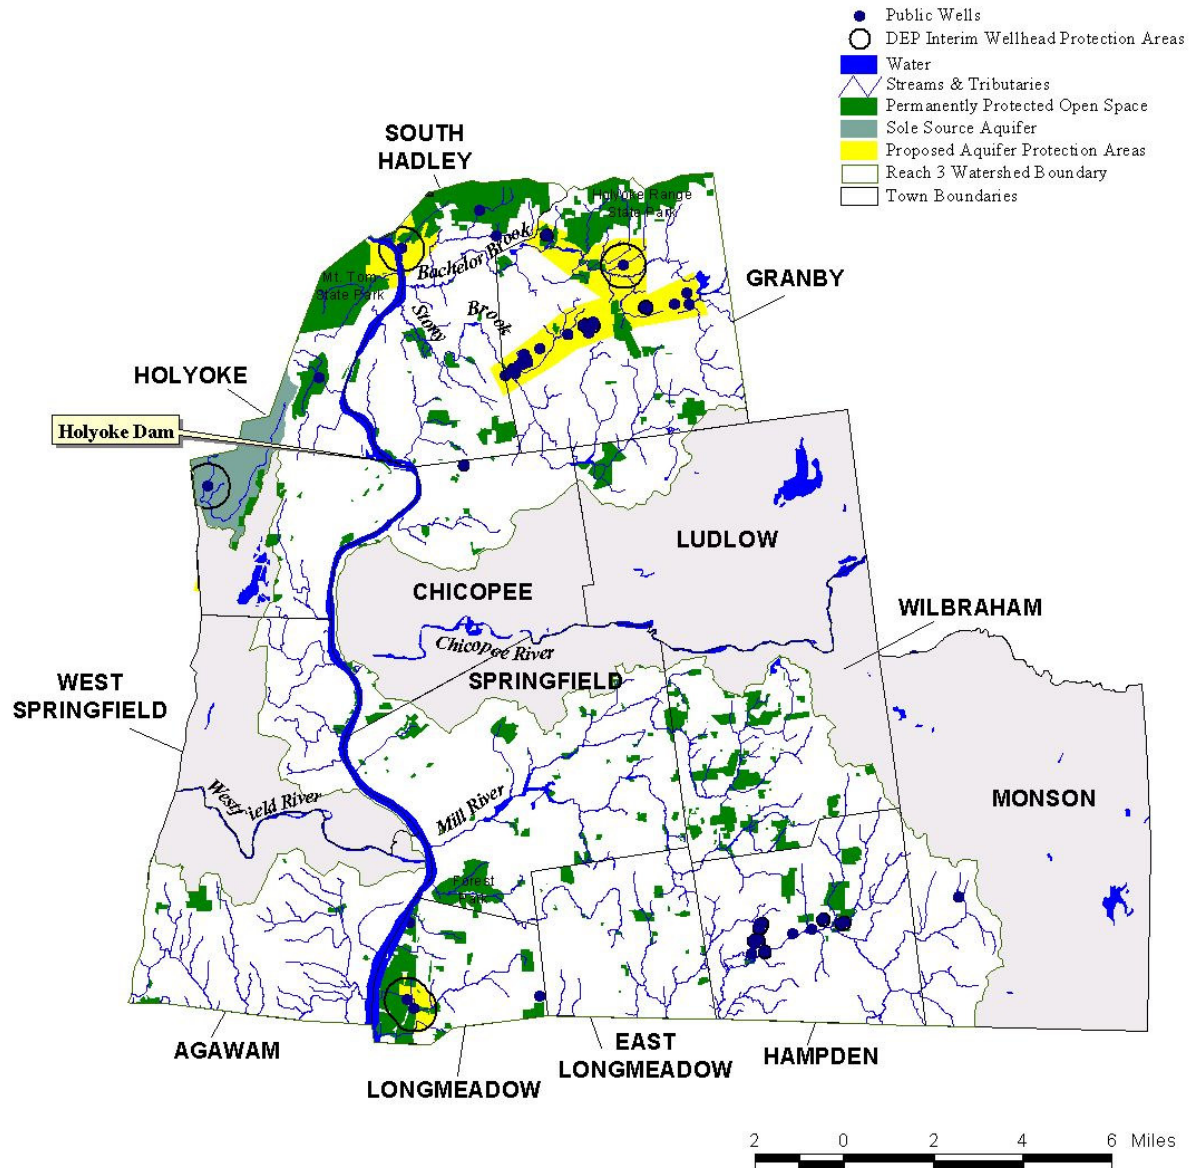 Public Wells
DEP Interim Wellhead Protection Areas
Water
Streams & Tributaries
Permanently Protected Open Space
Sole Source Aquifer
Proposed Aquifer Protection Areas
Reach 3 Watershed Boundary
Town Boundaries
SOUTH
HADLEY
Holyoke Range
State Park
Bachelor Brook
GRANBY
Mt. Tom
State Park
Stony Brook
HOLYOKE
Holyoke Dam
LUDLOW
CHICOPEE
WILBRAHAM
Chicopee River
SPRINGFIELD
WEST
SPRINGFIELD
Westfield River
Mill River
MONSON
Forest
Park
AGAWAM
EAST
LONGMEADOW
HAMPDEN
LONGMEADOW
2 0 2 4 6 Miles